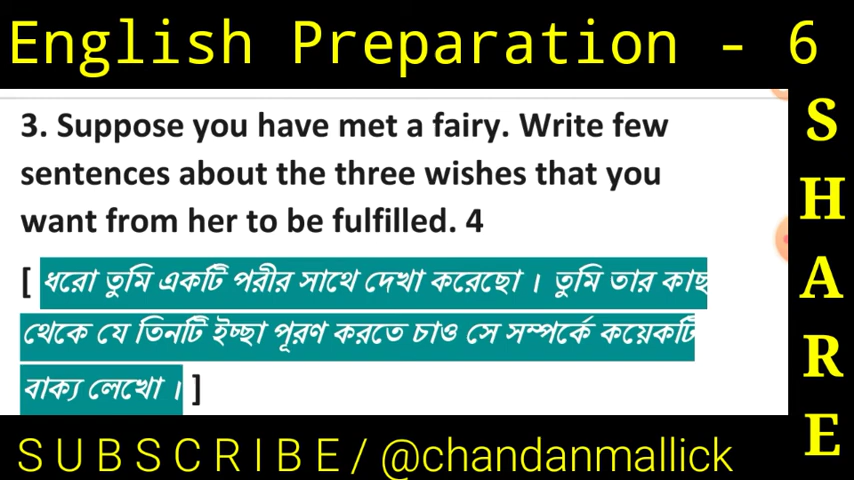 English Preparation - 6
3. Suppose you have met a fairy. Write few
sentences about the three wishes that you
want from her to be fulfilled. 4
[ ধরো তুমি একটি পরীর সাথে দেখা করেছো । তুমি তার কাছ
থেকে যে তিনটি ইচ্ছা পূরণ করতে চাও সে সম্পর্কে কয়েকটি
বাক্য লেখো । ]
SHARE
SUBSCRIBE/@chandanmallick